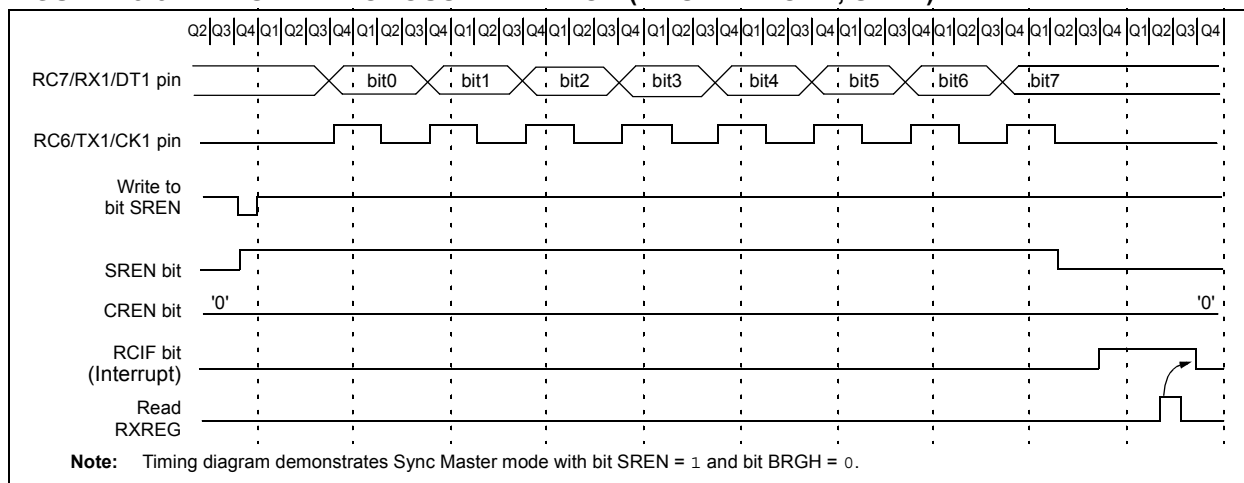 Q2 Q3 Q4 Q1 Q2 Q3 Q4 Q1 Q2 Q3 Q4 Q1 Q2 Q3 Q4 Q1 Q2 Q3 Q4 Q1 Q2 Q3 Q4 Q1 Q2 Q3 Q4 Q1 Q2 Q3 Q4 Q1 Q2 Q3 Q4 Q1 Q2 Q3 Q4 Q1 Q2 Q3 Q4
RC7/RX1/DT1 pin
bit0 bit1 bit2 bit3 bit4 bit5 bit6 bit7
RC6/TX1/CK1 pin
Write to
bit SREN
SREN bit
CREN bit '0' '0'
RCIF bit
(Interrupt)
Read
RXREG
Note: Timing diagram demonstrates Sync Master mode with bit SREN = 1 and bit BRGH = 0.